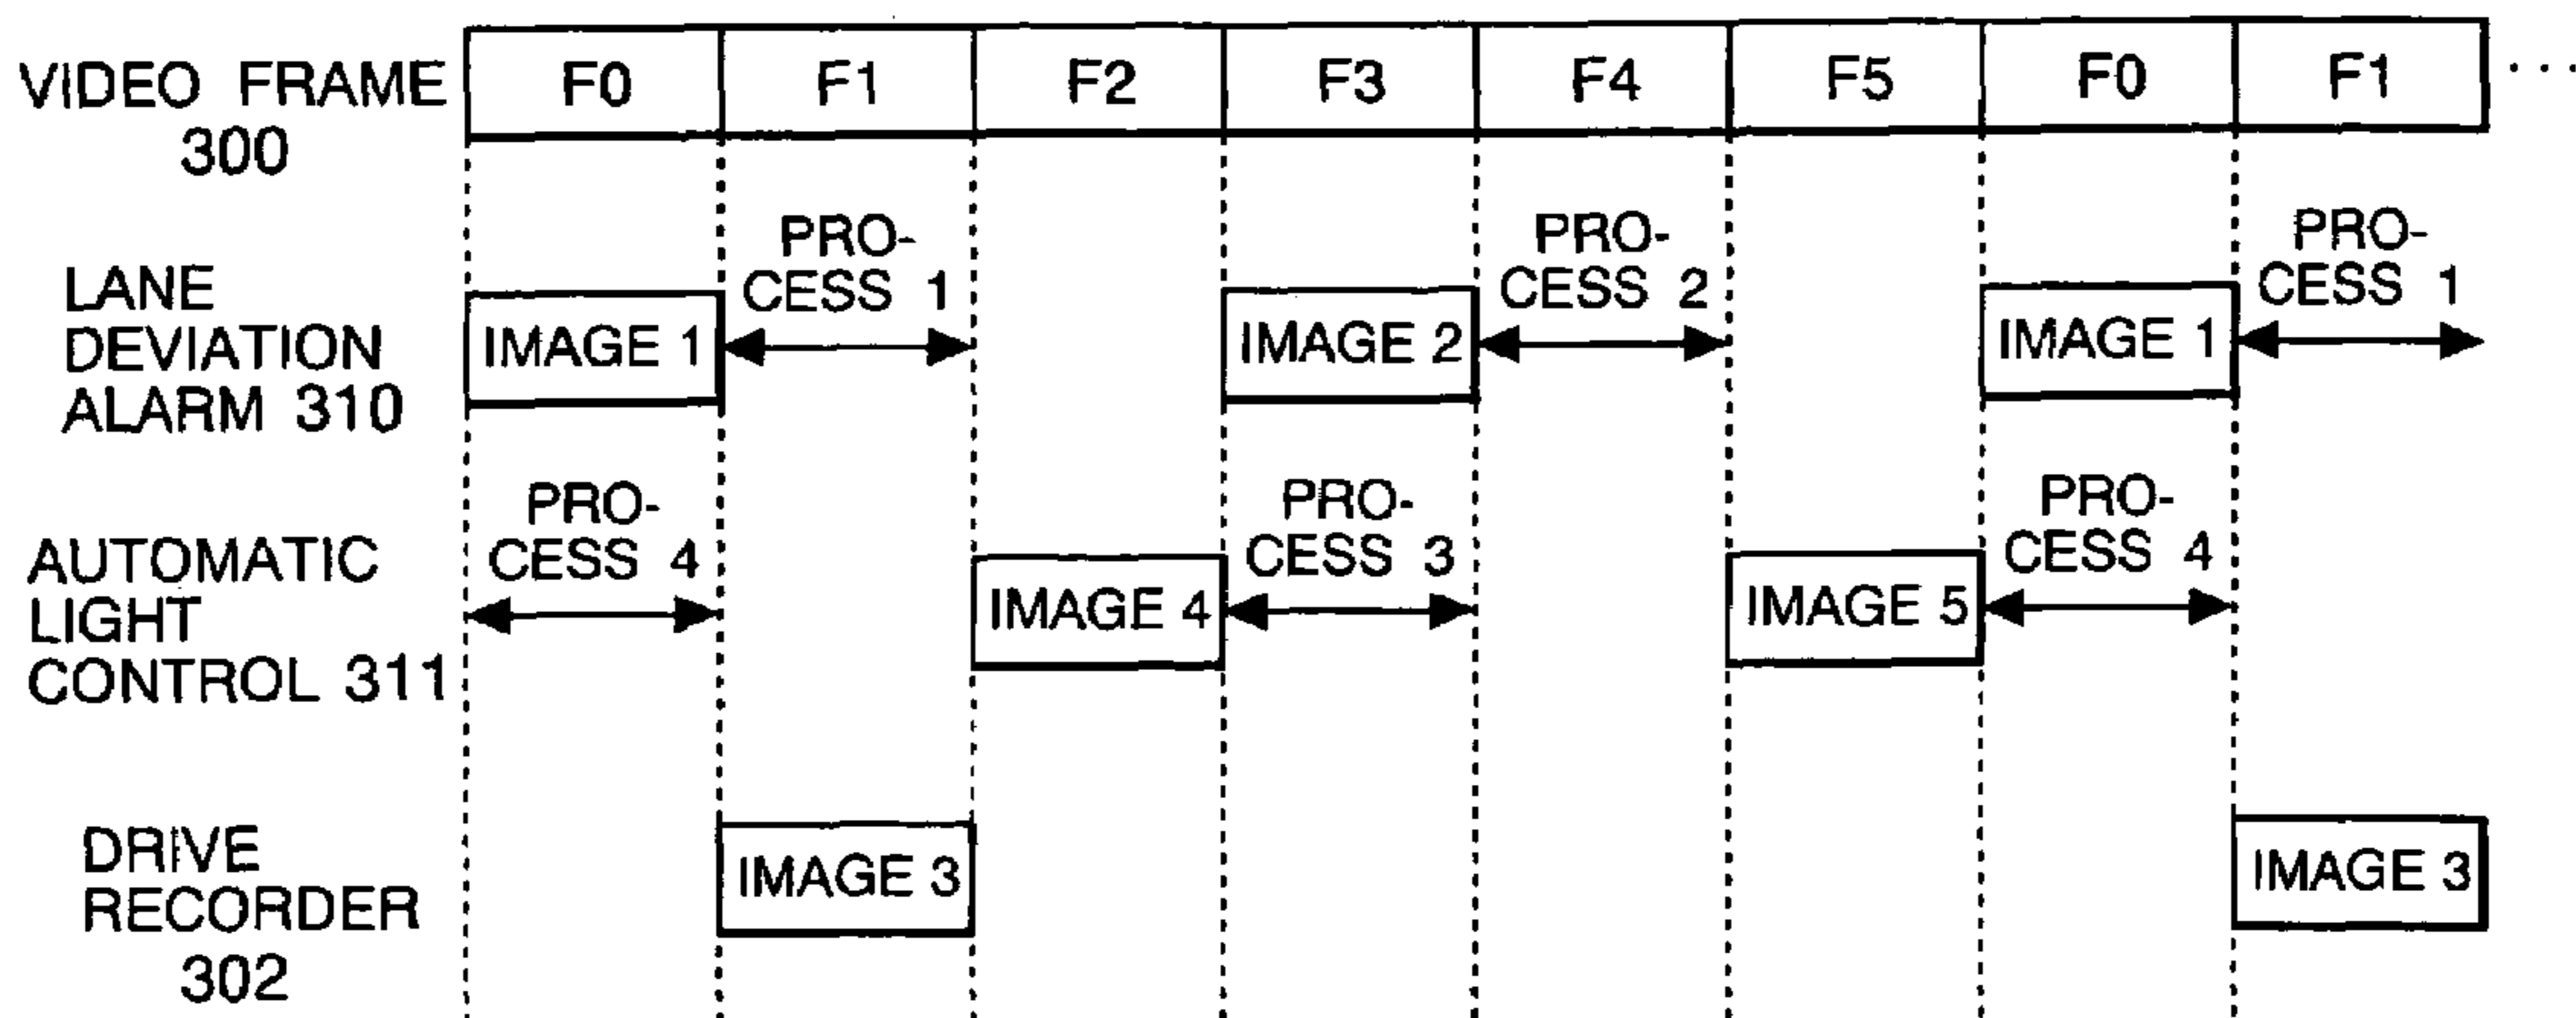 VIDEO FRAME 300 F0 F1 F2 F3 F4 F5 F0 F1 ...
LANE DEVIATION ALARM 310
IMAGE 1
PRO-
CESS 1
IMAGE 2
PRO-
CESS 2
IMAGE 1
PRO-
CESS 1
AUTOMATIC LIGHT CONTROL 311
PRO-
CESS 4
IMAGE 4
PRO-
CESS 3
IMAGE 5
PRO-
CESS 4
DRIVE RECORDER 302
IMAGE 3
IMAGE 3